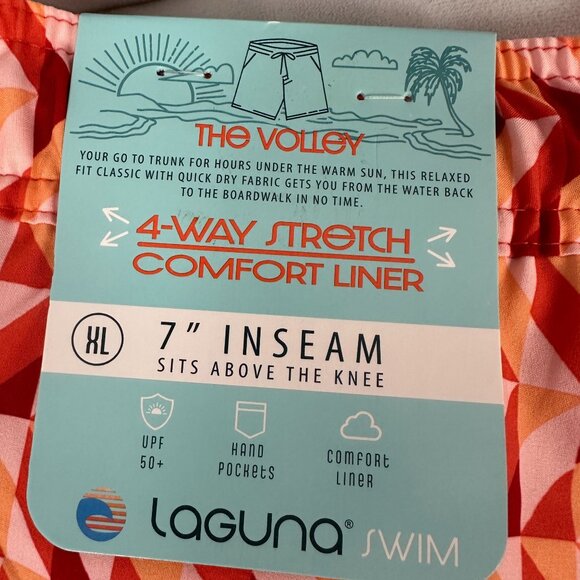 THE VOLLEY
YOUR GO TO TRUNK FOR HOURS UNDER THE WARM SUN, THIS RELAXED
FIT CLASSIC WITH QUICK DRY FABRIC GETS YOU FROM THE WATER BACK
TO THE BOARDWALK IN NO TIME.
4-WAY STRETCH
COMFORT LINER
XL
7" INSEAM
SITS ABOVE THE KNEE
UPF
50+
HAND
POCKETS
COMFORT
LINER
LAGUNA® SWIM